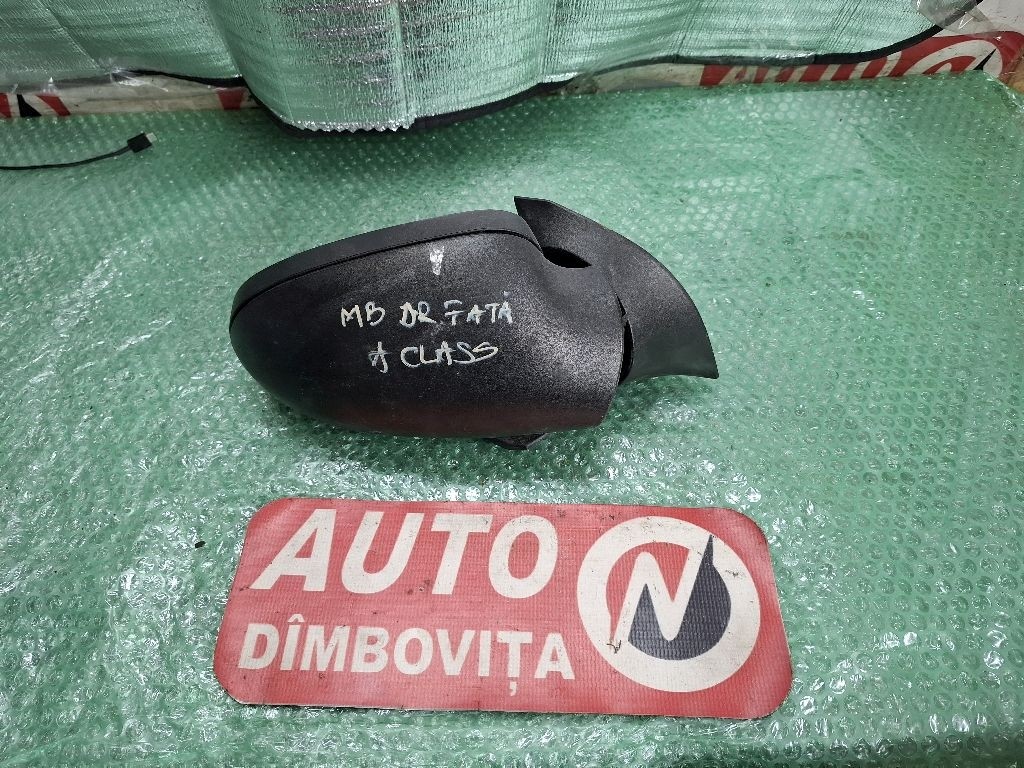 MB DR FATĂ
A CLASS
AUTO
DÎMBOVIȚA
N